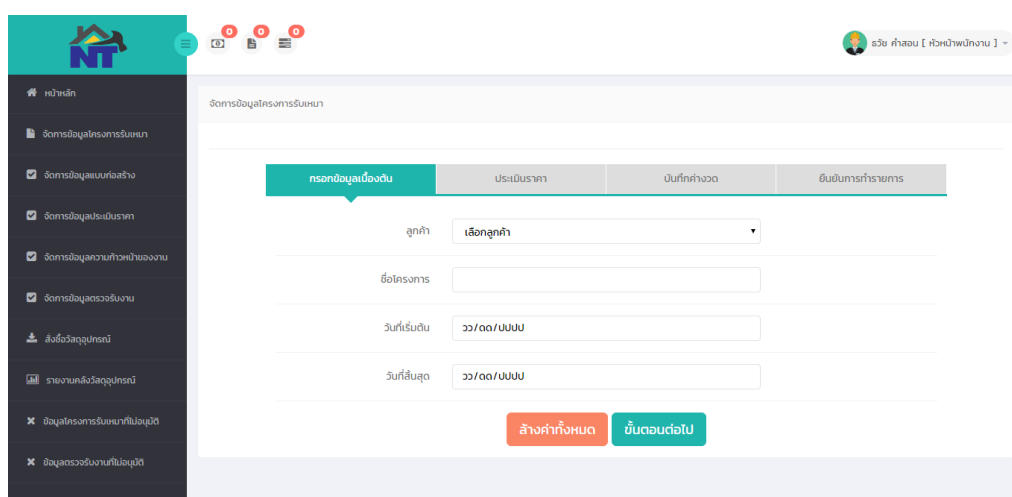 NT
0 0 0
ธวัช คำสอน [ หัวหน้าพนักงาน ]
หน้าหลัก
จัดการข้อมูลโครงการรับเหมา
จัดการข้อมูลแบบก่อสร้าง
จัดการข้อมูลประเมินราคา
จัดการข้อมูลความก้าวหน้าของงาน
จัดการข้อมูลตรวจรับงาน
สั่งซื้อวัสดุอุปกรณ์
รายงานคลังวัสดุอุปกรณ์
ข้อมูลโครงการรับเหมาที่ไม่อนุมัติ
ข้อมูลตรวจรับงานที่ไม่อนุมัติ
จัดการข้อมูลโครงการรับเหมา
กรอกข้อมูลเบื้องต้น ประเมินราคา บันทึกค่างวด ยืนยันการทำรายการ
ลูกค้า เลือกลูกค้า
ชื่อโครงการ
วันที่เริ่มต้น วว/ดด/ปปปป
วันที่สิ้นสุด วว/ดด/ปปปป
ล้างค่าทั้งหมด ขั้นตอนต่อไป